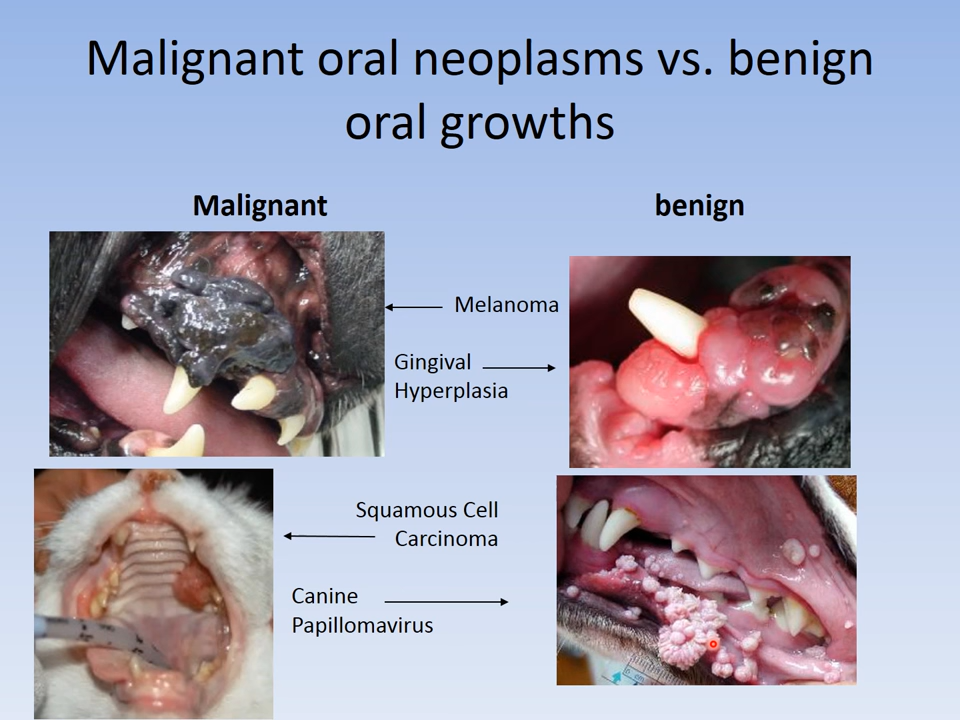 Malignant oral neoplasms vs. benign
oral growths
Malignant
benign
Melanoma
Gingival
Hyperplasia
Squamous Cell
Carcinoma
Canine
Papillomavirus